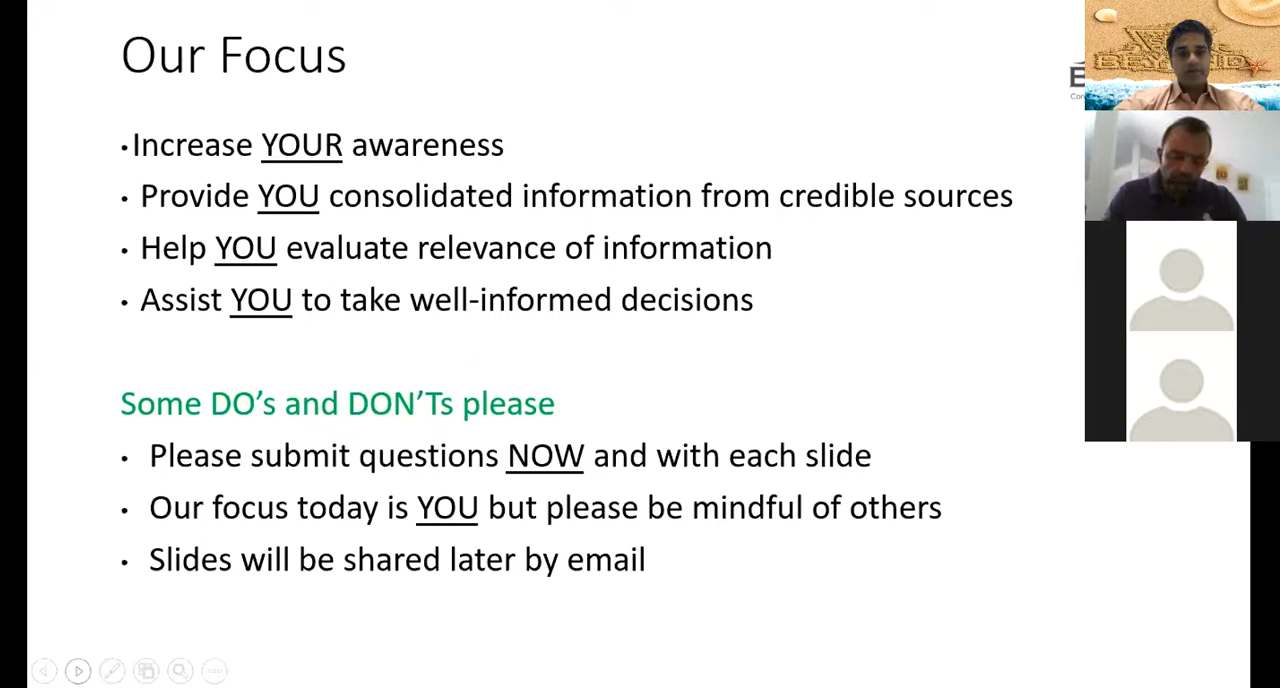 Our Focus
• Increase YOUR awareness
• Provide YOU consolidated information from credible sources
• Help YOU evaluate relevance of information
• Assist YOU to take well-informed decisions
Some DO’s and DON’Ts please
• Please submit questions NOW and with each slide
• Our focus today is YOU but please be mindful of others
• Slides will be shared later by email
BEYOND